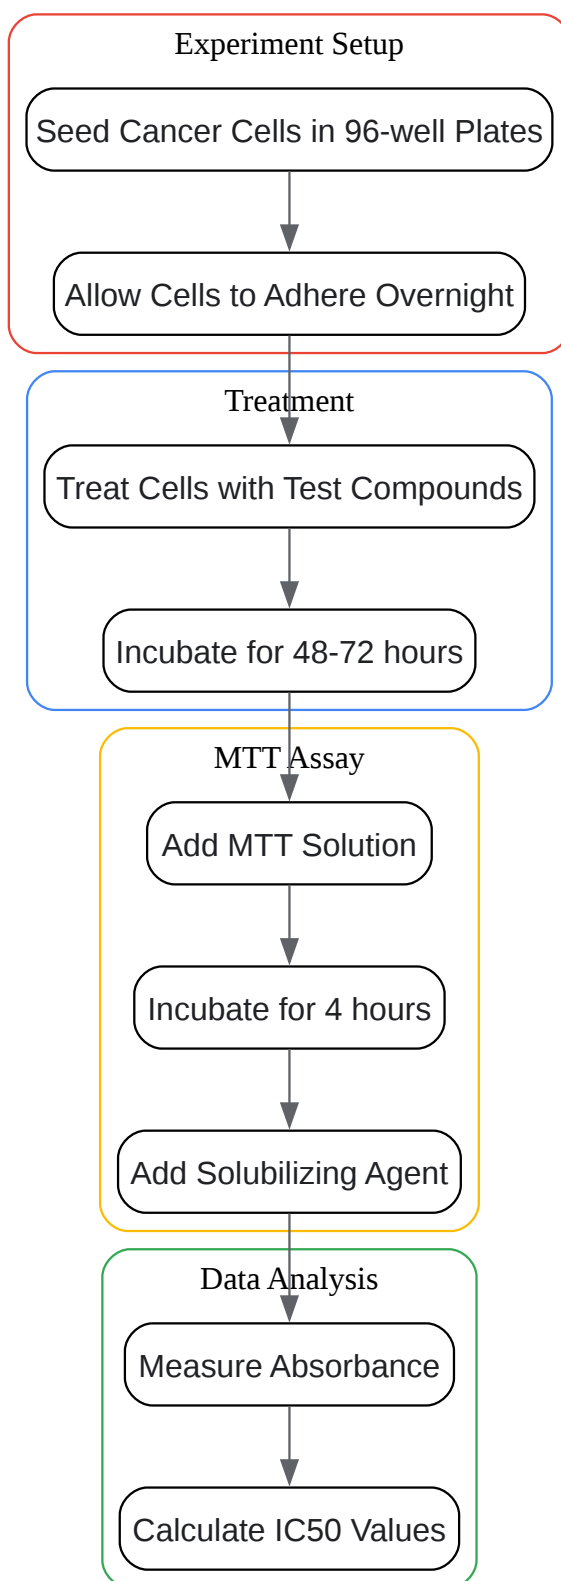 Experiment Setup
Seed Cancer Cells in 96-well Plates
Allow Cells to Adhere Overnight
Treatment
Treat Cells with Test Compounds
Incubate for 48-72 hours
MTT Assay
Add MTT Solution
Incubate for 4 hours
Add Solubilizing Agent
Data Analysis
Measure Absorbance
Calculate IC50 Values